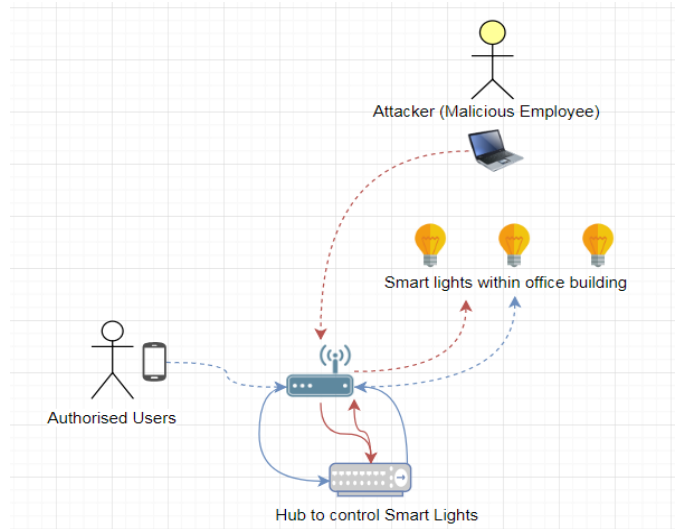 Attacker (Malicious Employee)
Smart lights within office building
Authorised Users
Hub to control Smart Lights